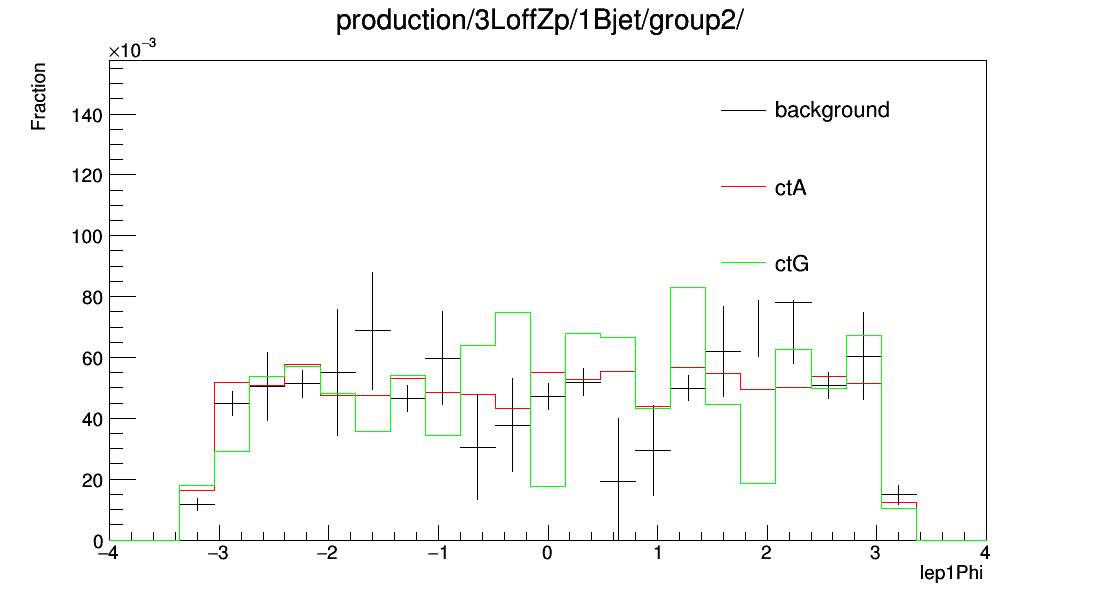 production/3LoffZp/1Bjet/group2/
×10−3
Fraction
140
120
100
80
60
40
20
0
background
ctA
ctG
−4 −3 −2 −1 0 1 2 3 4
lep1Phi